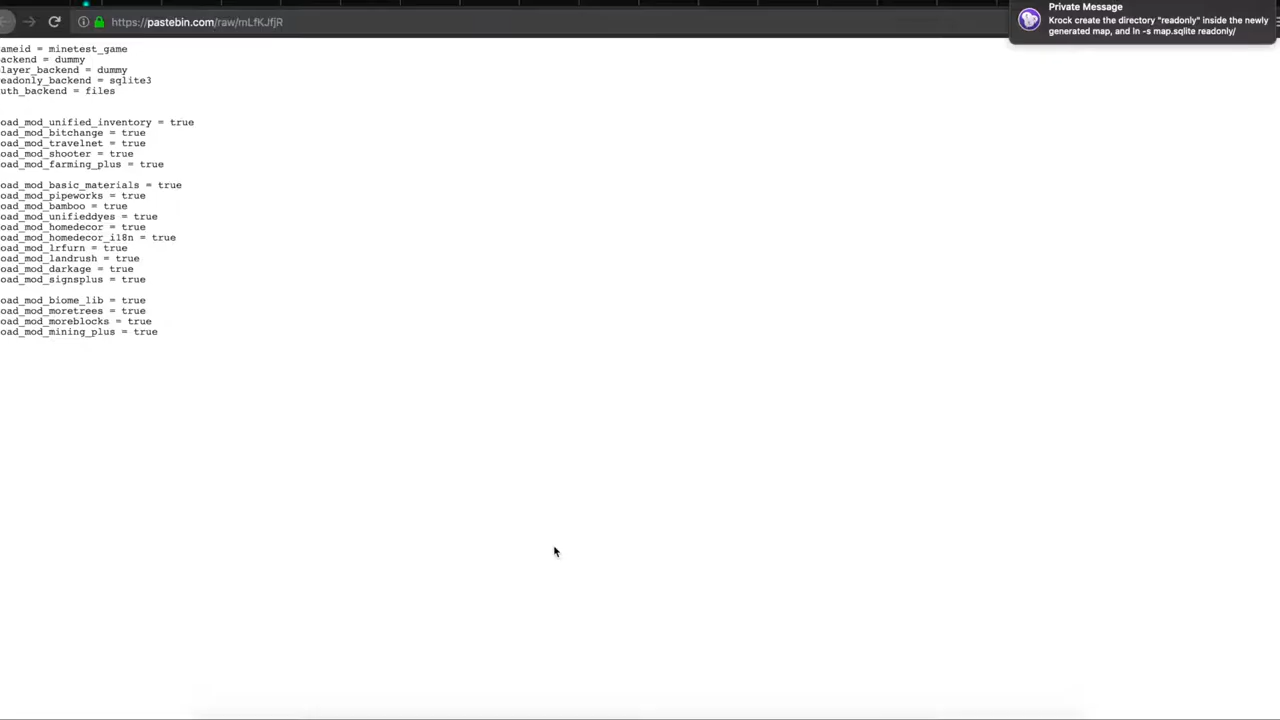 https://pastebin.com/raw/mLfKJfjR
Private Message
Krock create the directory "readonly" inside the newly
generated map, and ln -s map.sqlite readonly/
ameid = minetest_game
ackend = dummy
layer_backend = dummy
eadonly_backend = sqlite3
uth_backend = files
oad_mod_unified_inventory = true
oad_mod_bitchange = true
oad_mod_travelnet = true
oad_mod_shooter = true
oad_mod_farming_plus = true
oad_mod_basic_materials = true
oad_mod_pipeworks = true
oad_mod_bamboo = true
oad_mod_unifieddyes = true
oad_mod_homedecor = true
oad_mod_homedecor_i18n = true
oad_mod_lrfurn = true
oad_mod_landrush = true
oad_mod_darkage = true
oad_mod_signsplus = true
oad_mod_biome_lib = true
oad_mod_moretrees = true
oad_mod_moreblocks = true
oad_mod_mining_plus = true